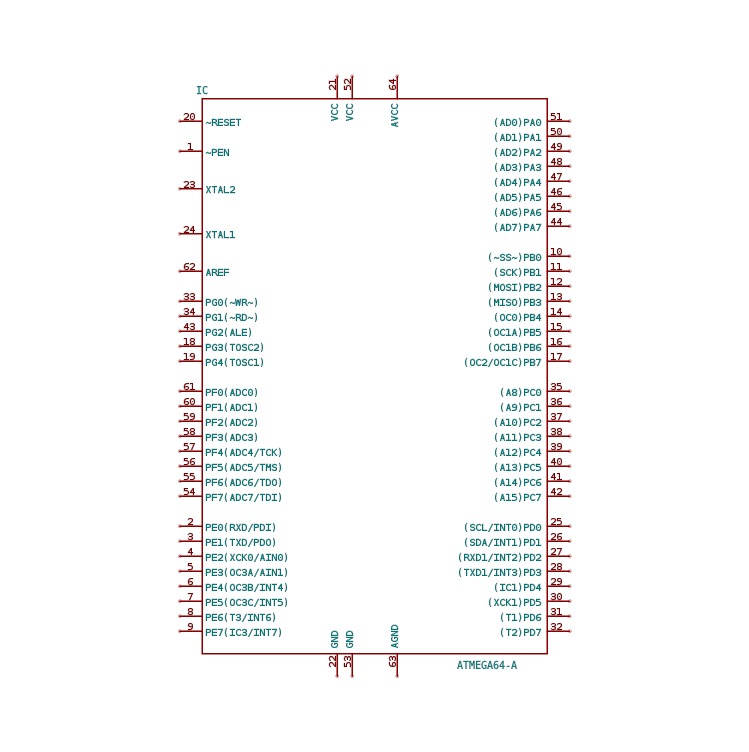 IC
21 52 64
VCC VCC AVCC
20 ~RESET (AD0)PA0 51
(AD1)PA1 50
1 ~PEN (AD2)PA2 49
(AD3)PA3 48
(AD4)PA4 47
23 XTAL2 (AD5)PA5 46
(AD6)PA6 45
(AD7)PA7 44
24 XTAL1
(~SS~)PB0 10
62 AREF (SCK)PB1 11
(MOSI)PB2 12
33 PG0(~WR~) (MISO)PB3 13
34 PG1(~RD~) (OC0)PB4 14
43 PG2(ALE) (OC1A)PB5 15
18 PG3(TOSC2) (OC1B)PB6 16
19 PG4(TOSC1) (OC2/OC1C)PB7 17
61 PF0(ADC0) (A8)PC0 35
60 PF1(ADC1) (A9)PC1 36
59 PF2(ADC2) (A10)PC2 37
58 PF3(ADC3) (A11)PC3 38
57 PF4(ADC4/TCK) (A12)PC4 39
56 PF5(ADC5/TMS) (A13)PC5 40
55 PF6(ADC6/TDO) (A14)PC6 41
54 PF7(ADC7/TDI) (A15)PC7 42
2 PE0(RXD/PDI) (SCL/INT0)PD0 25
3 PE1(TXD/PDO) (SDA/INT1)PD1 26
4 PE2(XCK0/AIN0) (RXD1/INT2)PD2 27
5 PE3(OC3A/AIN1) (TXD1/INT3)PD3 28
6 PE4(OC3B/INT4) (IC1)PD4 29
7 PE5(OC3C/INT5) (XCK1)PD5 30
8 PE6(T3/INT6) (T1)PD6 31
9 PE7(IC3/INT7) (T2)PD7 32
GND GND AGND
22 53 63
ATMEGA64-A